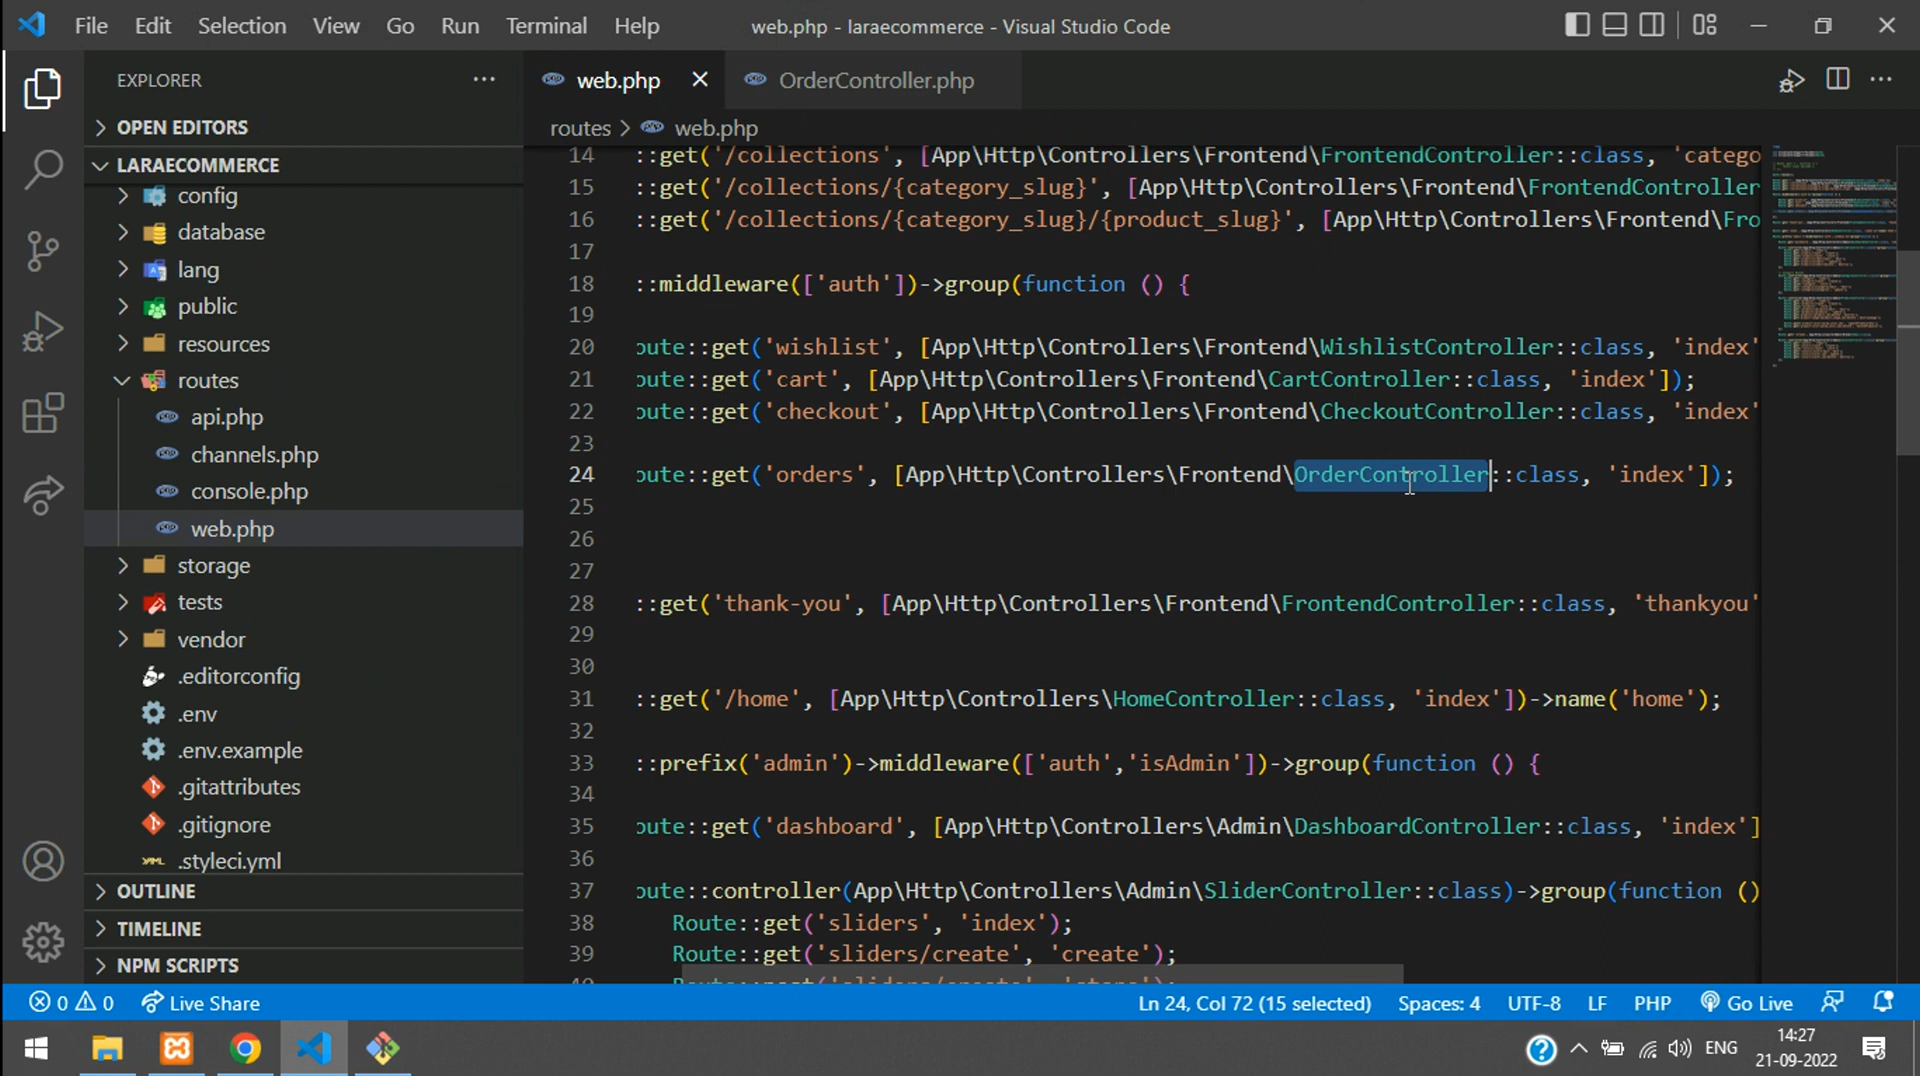 File Edit Selection View Go Run Terminal Help
web.php - laraecommerce - Visual Studio Code
EXPLORER
OPEN EDITORS
LARAECOMMERCE
config
database
lang
public
resources
routes
api.php
channels.php
console.php
web.php
storage
tests
vendor
.editorconfig
.env
.env.example
.gitattributes
.gitignore
.styleci.yml
OUTLINE
TIMELINE
NPM SCRIPTS
web.php
OrderController.php
routes > web.php
14 ::get('/collections', [App\Http\Controllers\Frontend\FrontendController::class, 'catego
15 ::get('/collections/{category_slug}', [App\Http\Controllers\Frontend\FrontendController
16 ::get('/collections/{category_slug}/{product_slug}', [App\Http\Controllers\Frontend\Fro
17
18 ::middleware(['auth'])->group(function () {
19
20 oute::get('wishlist', [App\Http\Controllers\Frontend\WishlistController::class, 'index'
21 oute::get('cart', [App\Http\Controllers\Frontend\CartController::class, 'index']);
22 oute::get('checkout', [App\Http\Controllers\Frontend\CheckoutController::class, 'index'
23
24 oute::get('orders', [App\Http\Controllers\Frontend\OrderController::class, 'index']);
25
26
27
28 ::get('thank-you', [App\Http\Controllers\Frontend\FrontendController::class, 'thankyou'
29
30
31 ::get('/home', [App\Http\Controllers\HomeController::class, 'index'])->name('home');
32
33 ::prefix('admin')->middleware(['auth','isAdmin'])->group(function () {
34
35 oute::get('dashboard', [App\Http\Controllers\Admin\DashboardController::class, 'index']
36
37 oute::controller(App\Http\Controllers\Admin\SliderController::class)->group(function ()
38 Route::get('sliders', 'index');
39 Route::get('sliders/create', 'create');
0 0 Live Share
Ln 24, Col 72 (15 selected) Spaces: 4 UTF-8 LF PHP Go Live
ENG
14:27
21-09-2022